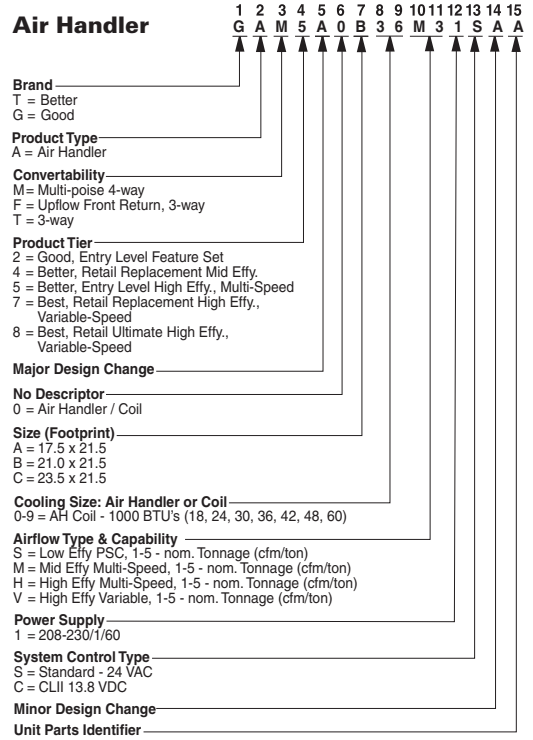 1 2 3 4 5 6 7 8 9 10 11 12 13 14 15
Air Handler
G A M 5 A 0 B 3 6 M 3 1 S A A
Brand
T = Better
G = Good
Product Type
A = Air Handler
Convertability
M = Multi-poise 4-way
F = Upflow Front Return, 3-way
T = 3-way
Product Tier
2 = Good, Entry Level Feature Set
4 = Better, Retail Replacement Mid Effy.
5 = Better, Entry Level High Effy., Multi-Speed
7 = Best, Retail Replacement High Effy.,
Variable-Speed
8 = Best, Retail Ultimate High Effy.,
Variable-Speed
Major Design Change
No Descriptor
0 = Air Handler / Coil
Size (Footprint)
A = 17.5 x 21.5
B = 21.0 x 21.5
C = 23.5 x 21.5
Cooling Size: Air Handler or Coil
0-9 = AH Coil - 1000 BTU's (18, 24, 30, 36, 42, 48, 60)
Airflow Type & Capability
S = Low Effy PSC, 1-5 - nom. Tonnage (cfm/ton)
M = Mid Effy Multi-Speed, 1-5 - nom. Tonnage (cfm/ton)
H = High Effy Multi-Speed, 1-5 - nom. Tonnage (cfm/ton)
V = High Effy Variable, 1-5 - nom. Tonnage (cfm/ton)
Power Supply
1 = 208-230/1/60
System Control Type
S = Standard - 24 VAC
C = CLII 13.8 VDC
Minor Design Change
Unit Parts Identifier